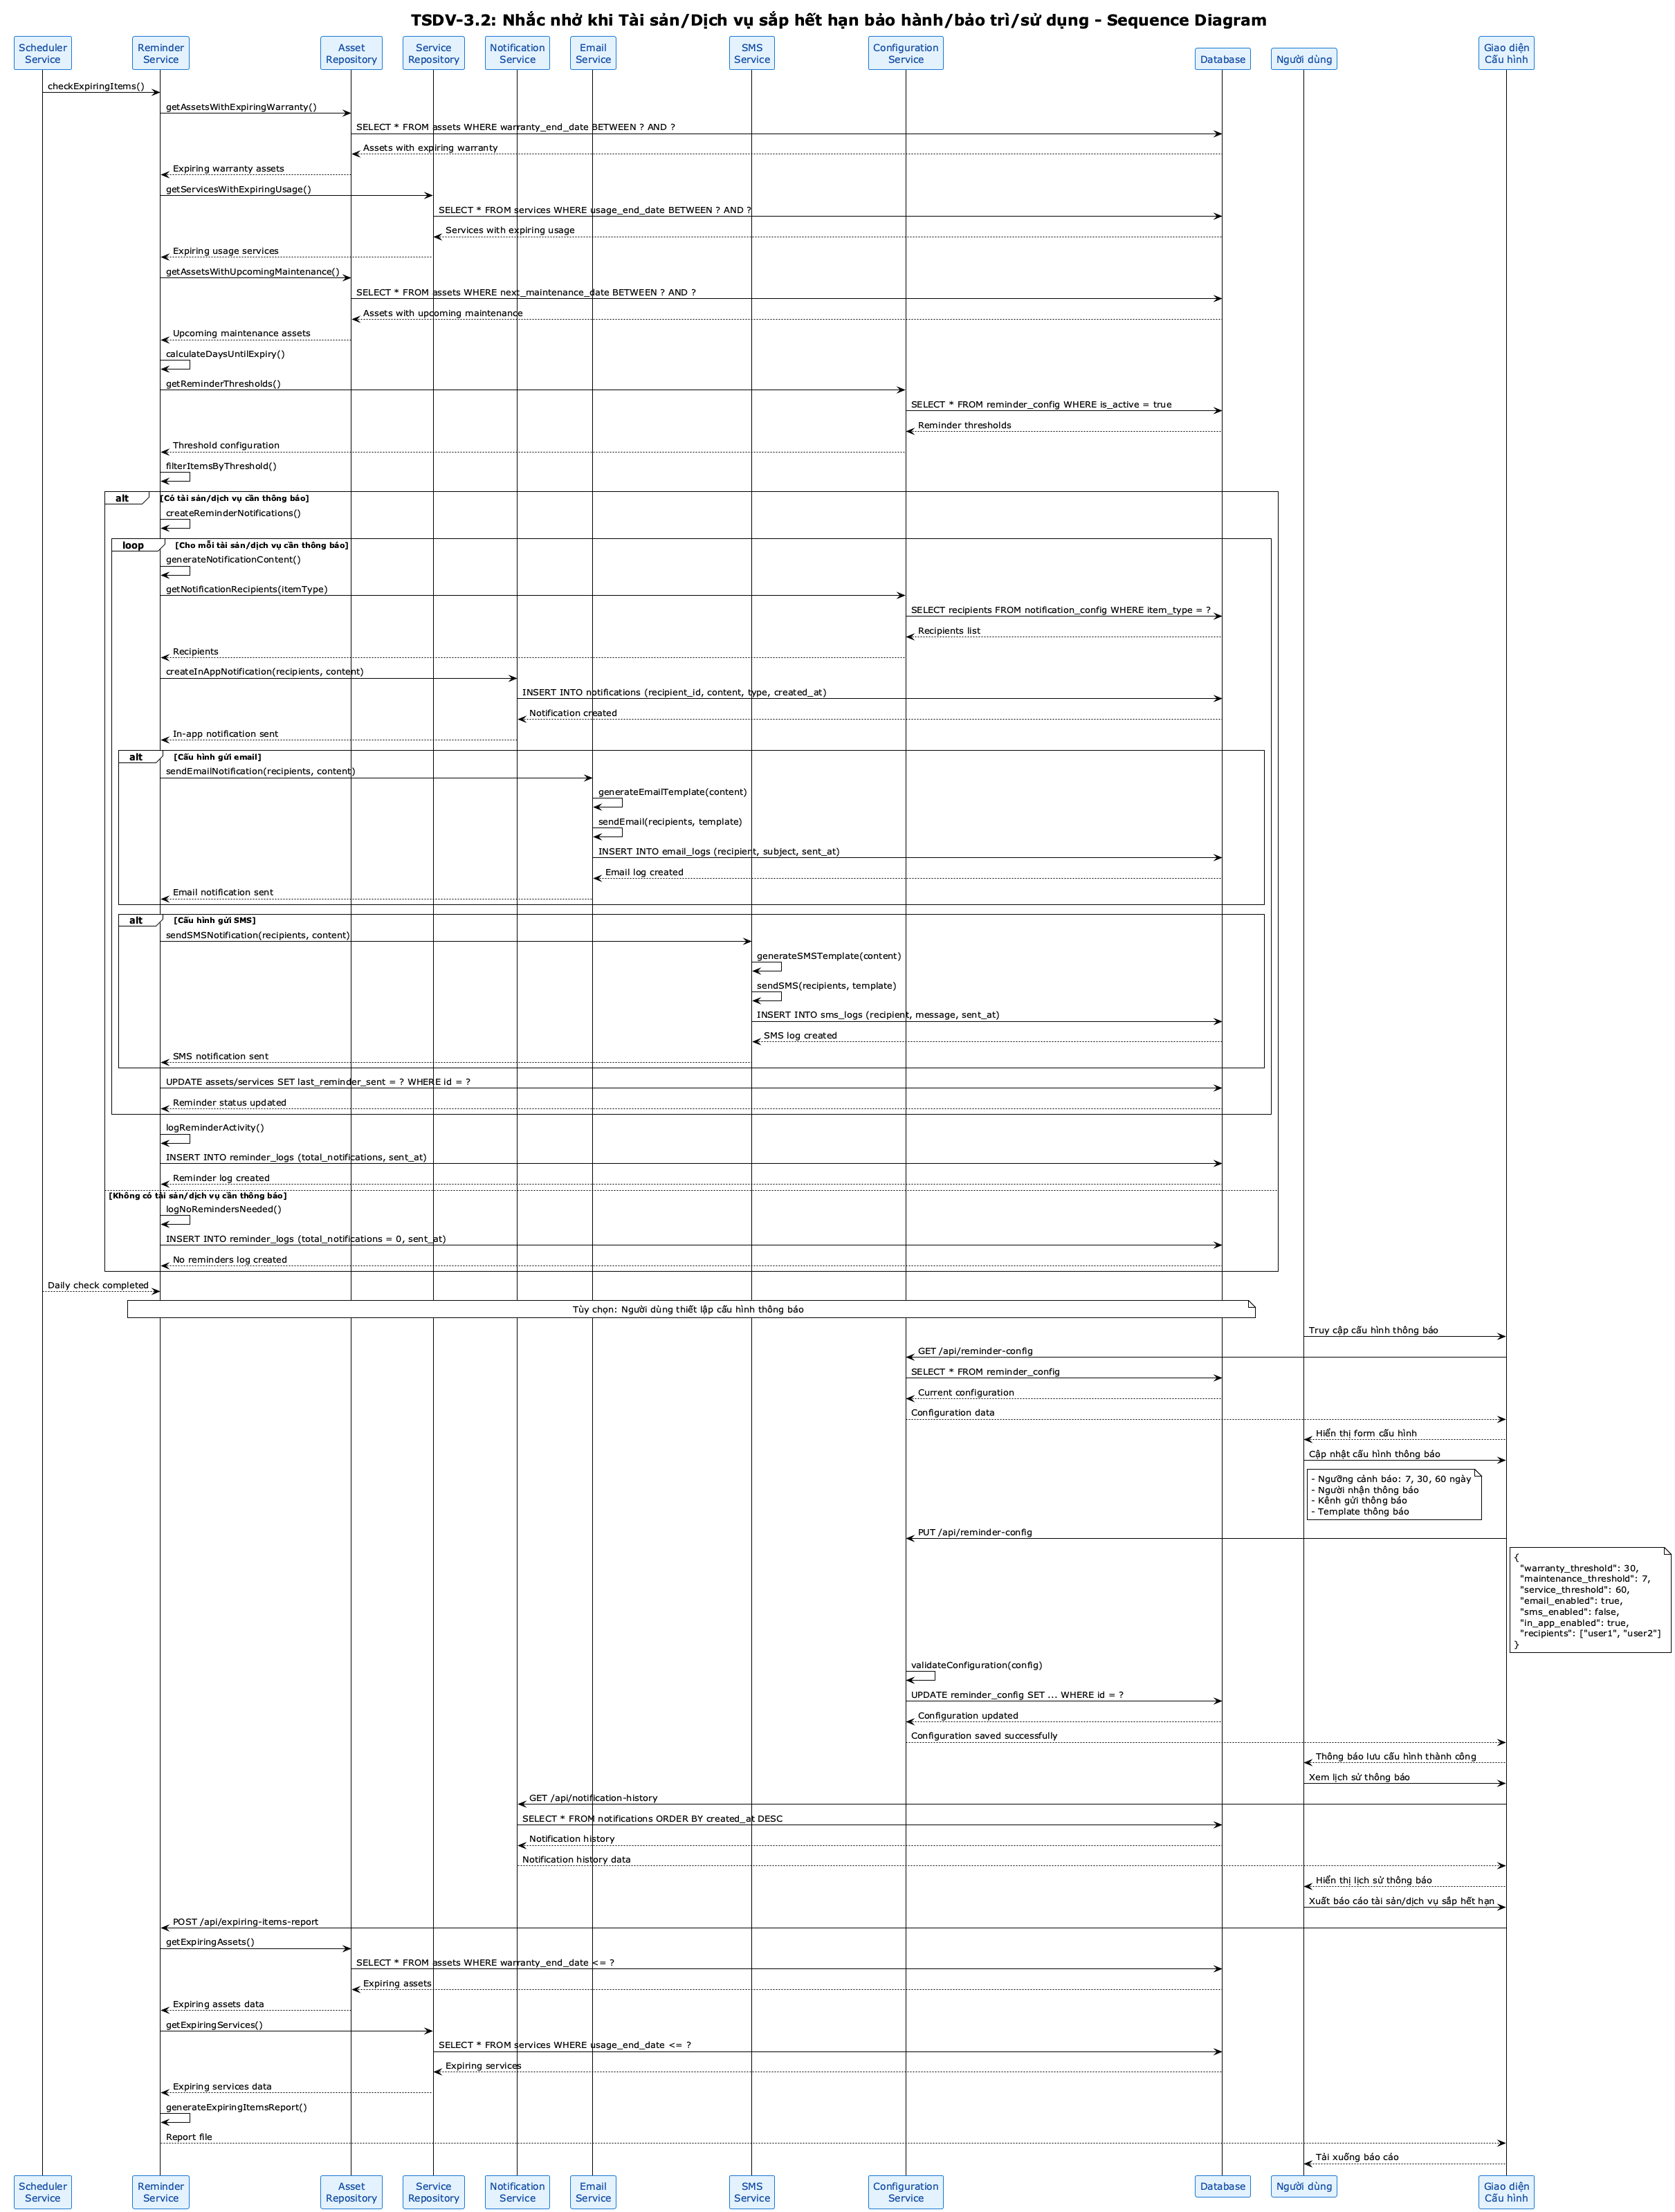 TSDV-3.2: Nhắc nhở khi Tài sản/Dịch vụ sắp hết hạn bảo hành/bảo trì/sử dụng - Sequence Diagram
Scheduler
Service
Reminder
Service
Asset
Repository
Service
Repository
Notification
Service
Email
Service
SMS
Service
Configuration
Service
Database
Người dùng
Giao diện
Cấu hình
checkExpiringItems()
getAssetsWithExpiringWarranty()
SELECT * FROM assets WHERE warranty_end_date BETWEEN ? AND ?
Assets with expiring warranty
Expiring warranty assets
getServicesWithExpiringUsage()
SELECT * FROM services WHERE usage_end_date BETWEEN ? AND ?
Services with expiring usage
Expiring usage services
getAssetsWithUpcomingMaintenance()
SELECT * FROM assets WHERE next_maintenance_date BETWEEN ? AND ?
Assets with upcoming maintenance
Upcoming maintenance assets
calculateDaysUntilExpiry()
getReminderThresholds()
SELECT * FROM reminder_config WHERE is_active = true
Reminder thresholds
Threshold configuration
filterItemsByThreshold()
alt [Có tài sản/dịch vụ cần thông báo]
createReminderNotifications()
loop [Cho mỗi tài sản/dịch vụ cần thông báo]
generateNotificationContent()
getNotificationRecipients(itemType)
SELECT recipients FROM notification_config WHERE item_type = ?
Recipients list
Recipients
createInAppNotification(recipients, content)
INSERT INTO notifications (recipient_id, content, type, created_at)
Notification created
In-app notification sent
alt [Cấu hình gửi email]
sendEmailNotification(recipients, content)
generateEmailTemplate(content)
sendEmail(recipients, template)
INSERT INTO email_logs (recipient, subject, sent_at)
Email log created
Email notification sent
alt [Cấu hình gửi SMS]
sendSMSNotification(recipients, content)
generateSMSTemplate(content)
sendSMS(recipients, template)
INSERT INTO sms_logs (recipient, message, sent_at)
SMS log created
SMS notification sent
UPDATE assets/services SET last_reminder_sent = ? WHERE id = ?
Reminder status updated
logReminderActivity()
INSERT INTO reminder_logs (total_notifications, sent_at)
Reminder log created
[Không có tài sản/dịch vụ cần thông báo]
logNoRemindersNeeded()
INSERT INTO reminder_logs (total_notifications = 0, sent_at)
No reminders log created
Daily check completed
Tùy chọn: Người dùng thiết lập cấu hình thông báo
Truy cập cấu hình thông báo
GET /api/reminder-config
SELECT * FROM reminder_config
Current configuration
Configuration data
Hiển thị form cấu hình
Cập nhật cấu hình thông báo
- Ngưỡng cảnh báo: 7, 30, 60 ngày
- Người nhận thông báo
- Kênh gửi thông báo
- Template thông báo
PUT /api/reminder-config
{
"warranty_threshold": 30,
"maintenance_threshold": 7,
"service_threshold": 60,
"email_enabled": true,
"sms_enabled": false,
"in_app_enabled": true,
"recipients": ["user1", "user2"]
}
validateConfiguration(config)
UPDATE reminder_config SET ... WHERE id = ?
Configuration updated
Configuration saved successfully
Thông báo lưu cấu hình thành công
Xem lịch sử thông báo
GET /api/notification-history
SELECT * FROM notifications ORDER BY created_at DESC
Notification history
Notification history data
Hiển thị lịch sử thông báo
Xuất báo cáo tài sản/dịch vụ sắp hết hạn
POST /api/expiring-items-report
getExpiringAssets()
SELECT * FROM assets WHERE warranty_end_date <= ?
Expiring assets
Expiring assets data
getExpiringServices()
SELECT * FROM services WHERE usage_end_date <= ?
Expiring services
Expiring services data
generateExpiringItemsReport()
Report file
Tải xuống báo cáo
Scheduler
Service
Reminder
Service
Asset
Repository
Service
Repository
Notification
Service
Email
Service
SMS
Service
Configuration
Service
Database
Người dùng
Giao diện
Cấu hình